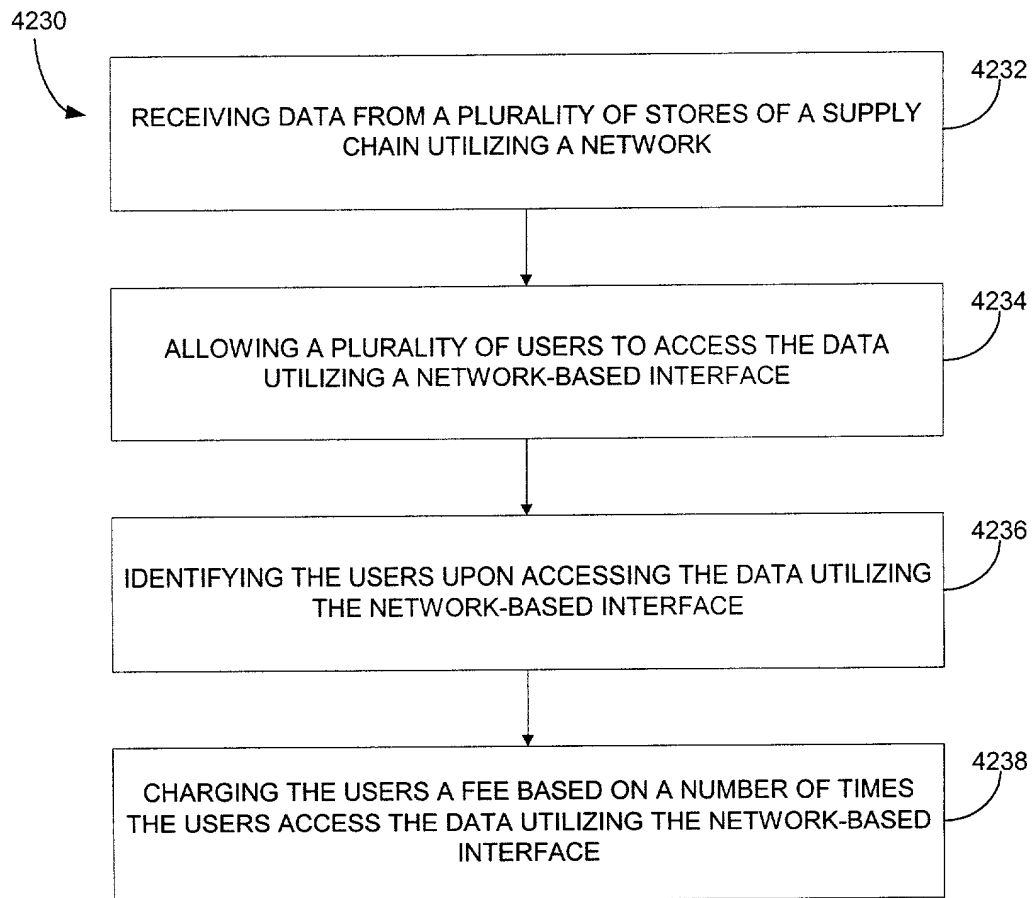 4230
4232
RECEIVING DATA FROM A PLURALITY OF STORES OF A SUPPLY
CHAIN UTILIZING A NETWORK
4234
ALLOWING A PLURALITY OF USERS TO ACCESS THE DATA
UTILIZING A NETWORK-BASED INTERFACE
4236
IDENTIFYING THE USERS UPON ACCESSING THE DATA UTILIZING
THE NETWORK-BASED INTERFACE
4238
CHARGING THE USERS A FEE BASED ON A NUMBER OF TIMES
THE USERS ACCESS THE DATA UTILIZING THE NETWORK-BASED
INTERFACE